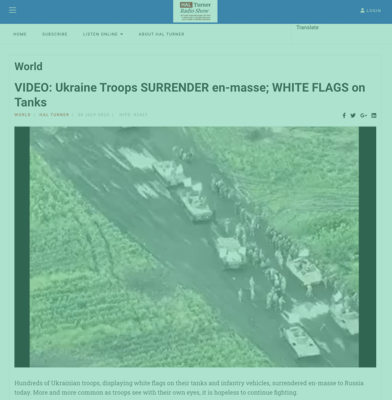 HAL Turner
Radio Show
LOGIN
Translate
HOME
SUBSCRIBE
LISTEN ONLINE
ABOUT HAL TURNER
World
VIDEO: Ukraine Troops SURRENDER en-masse; WHITE FLAGS on
Tanks
WORLD
HAL TURNER
Hundreds of Ukrainian troops, displaying white flags on their tanks and infantry vehicles, surrendered en-masse to Russia
today. More and more common as troops see with their own eyes, it is hopeless to continue fighting.